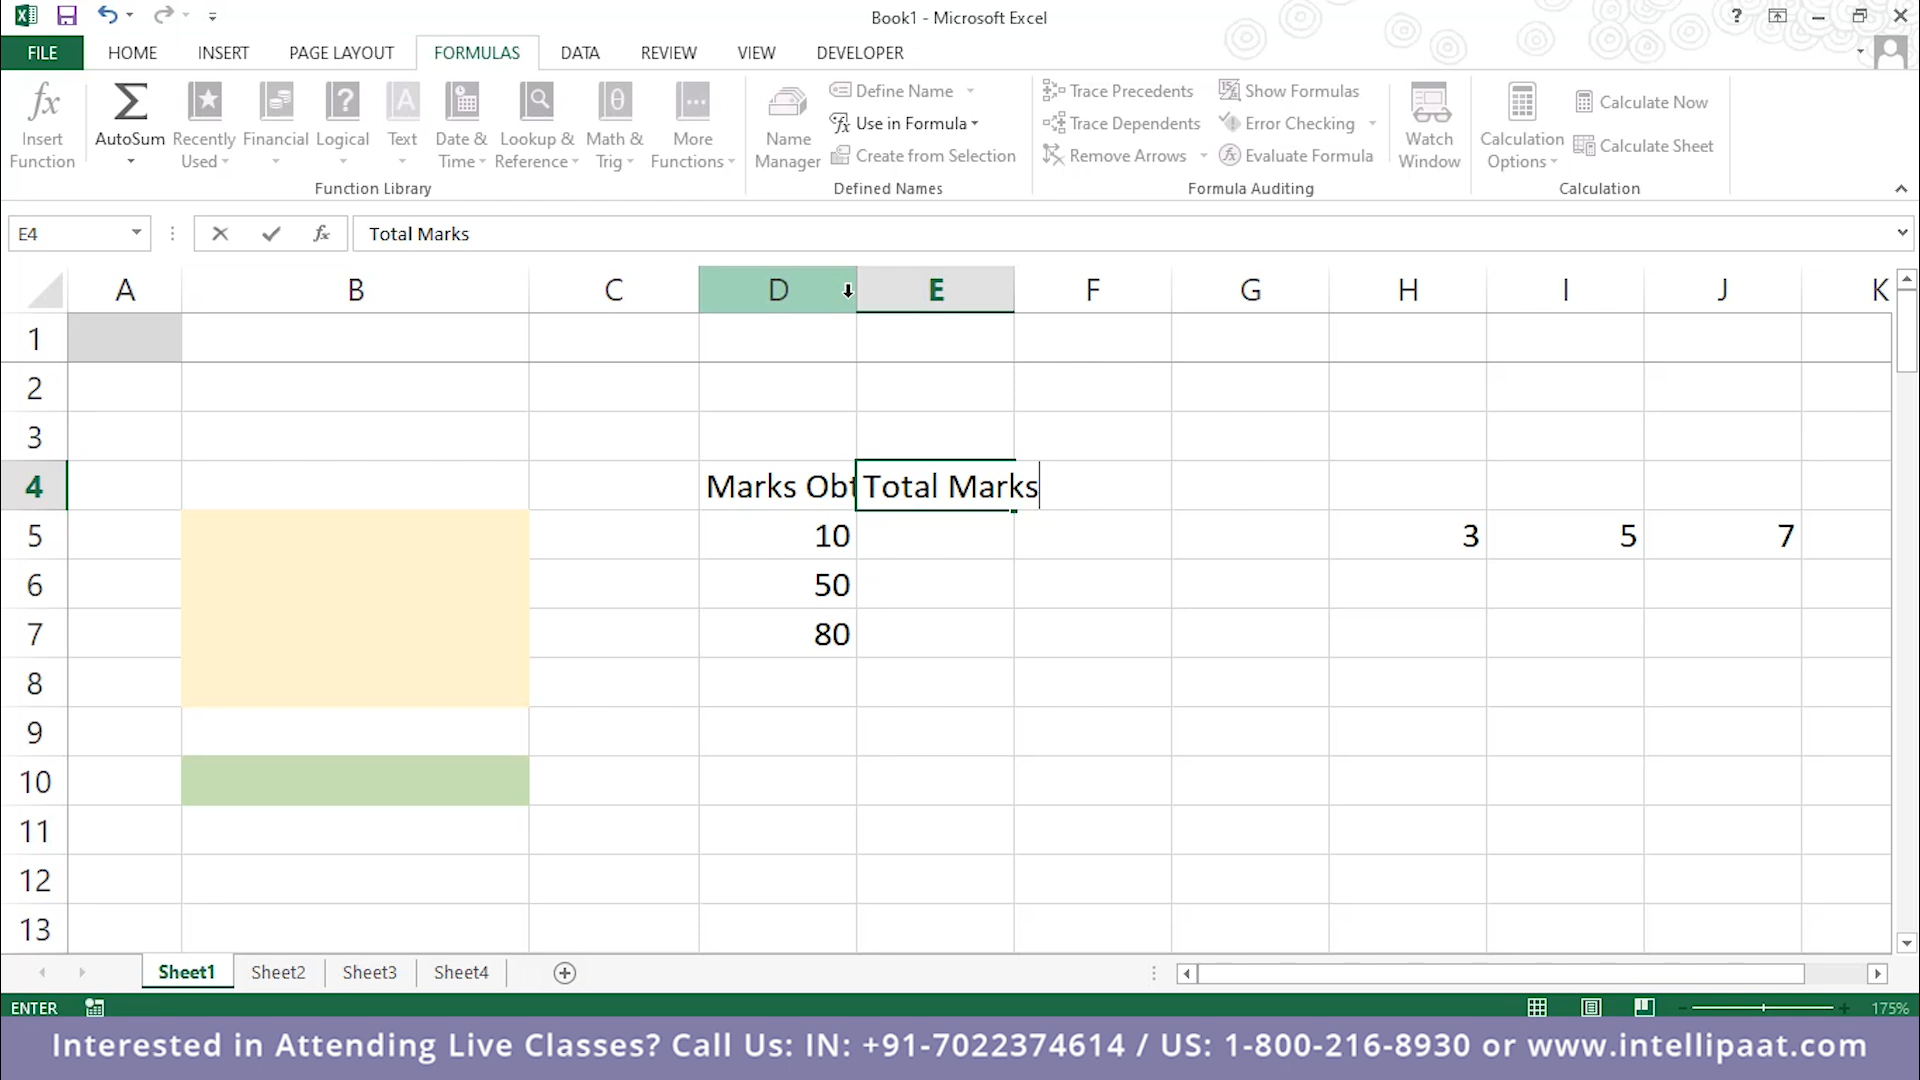 Book1 - Microsoft Excel
?
FILE HOME INSERT PAGE LAYOUT FORMULAS DATA REVIEW VIEW DEVELOPER
Insert Function
AutoSum
Recently Used
Financial
Logical
Text
Date & Time
Lookup & Reference
Math & Trig
More Functions
Function Library
Name Manager
Define Name
Use in Formula
Create from Selection
Defined Names
Trace Precedents
Trace Dependents
Remove Arrows
Show Formulas
Error Checking
Evaluate Formula
Formula Auditing
Watch Window
Calculation Options
Calculate Now
Calculate Sheet
Calculation
E4 fx Total Marks
A B C D E F G H I J K
1
2
3
4 Marks Obt Total Marks
5 10 3 5 7
6 50
7 80
8
9
10
11
12
13
Sheet1 Sheet2 Sheet3 Sheet4
ENTER 175%
Interested in Attending Live Classes? Call Us: IN: +91-7022374614 / US: 1-800-216-8930 or www.intellipaat.com